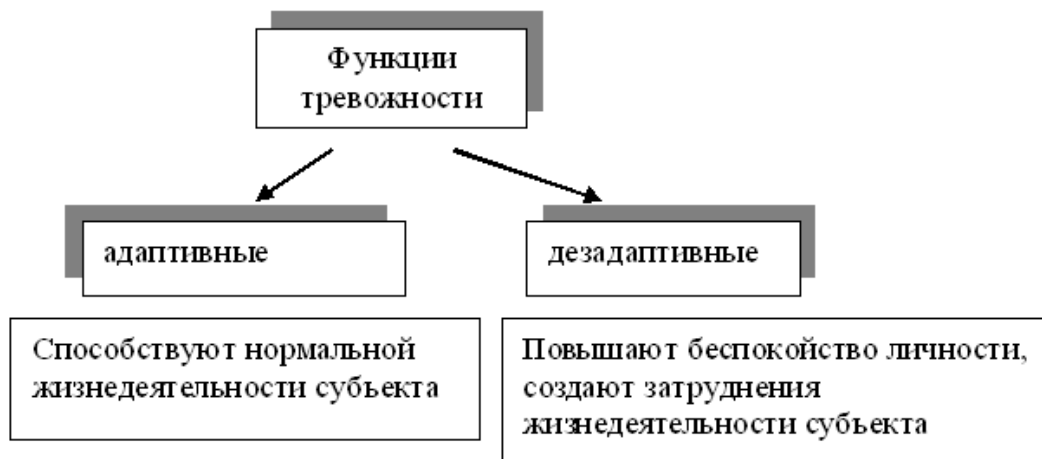 Функции
тревожности
адаптивные
дезадаптивные
Способствуют нормальной
жизнедеятельности субъекта
Повышают беспокойство личности,
создают затруднения
жизнедеятельности субъекта